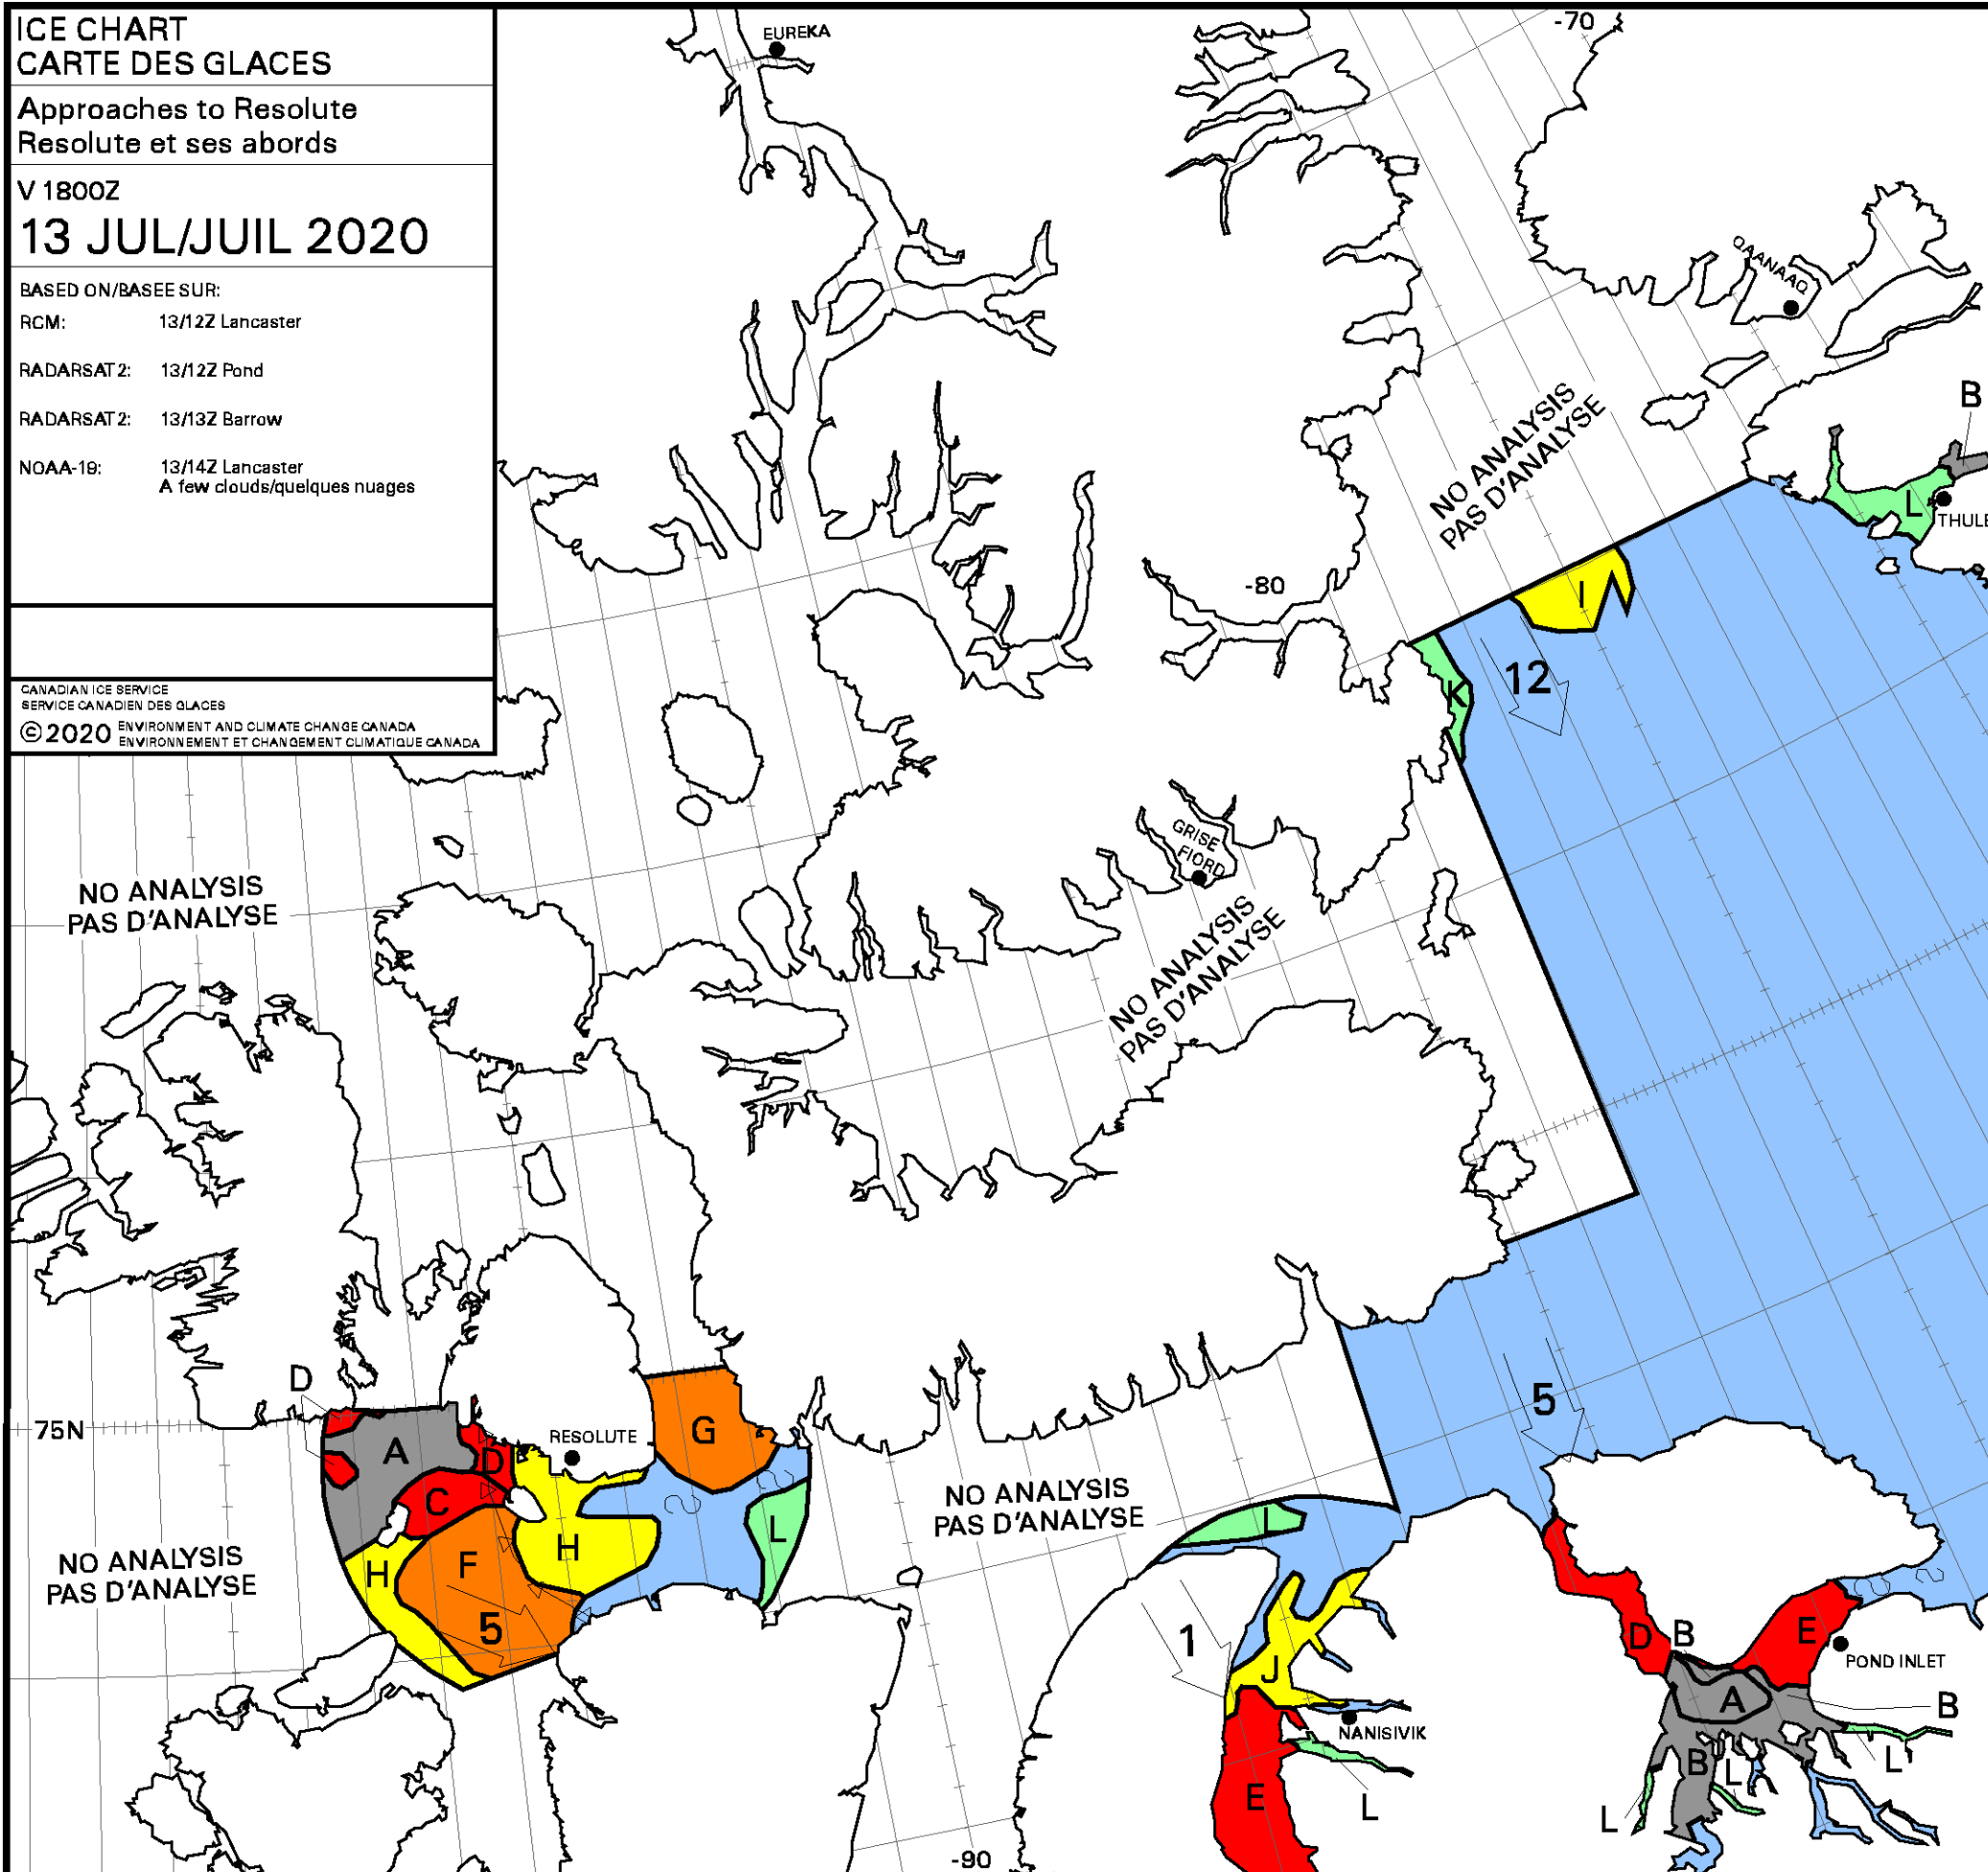 ICE CHART
CARTE DES GLACES
Approaches to Resolute
Resolute et ses abords
V 1800Z
13 JUL/JUIL 2020
BASED ON/BASEE SUR:
RCM: 13/12Z Lancaster
RADARSAT 2: 13/12Z Pond
RADARSAT 2: 13/13Z Barrow
NOAA-19: 13/14Z Lancaster
A few clouds/quelques nuages
CANADIAN ICE SERVICE
SERVICE CANADIEN DES GLACES
© 2020 ENVIRONMENT AND CLIMATE CHANGE CANADA
ENVIRONNEMENT ET CHANGEMENT CLIMATIQUE CANADA
EUREKA
-70
QAANAAQ
B
L
THULE
NO ANALYSIS
PAS D'ANALYSE
I
-80
K
12
GRISE
FIORD
NO ANALYSIS
PAS D'ANALYSE
NO ANALYSIS
PAS D'ANALYSE
D
75N
A
D
RESOLUTE
G
C
H
F
H
L
5
NO ANALYSIS
PAS D'ANALYSE
NO ANALYSIS
PAS D'ANALYSE
5
L
1
J
NANISIVIK
E
L
D
B
E
POND INLET
A
B
B
L
L
L
-90